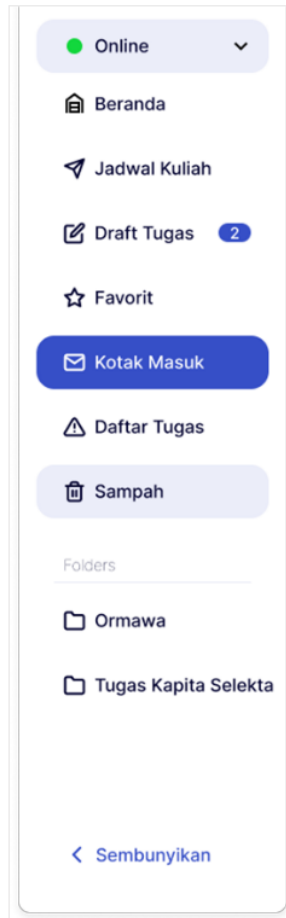 Online
Beranda
Jadwal Kuliah
Draft Tugas 2
Favorit
Kotak Masuk
Daftar Tugas
Sampah
Folders
Ormawa
Tugas Kapita Selekta
Sembunyikan